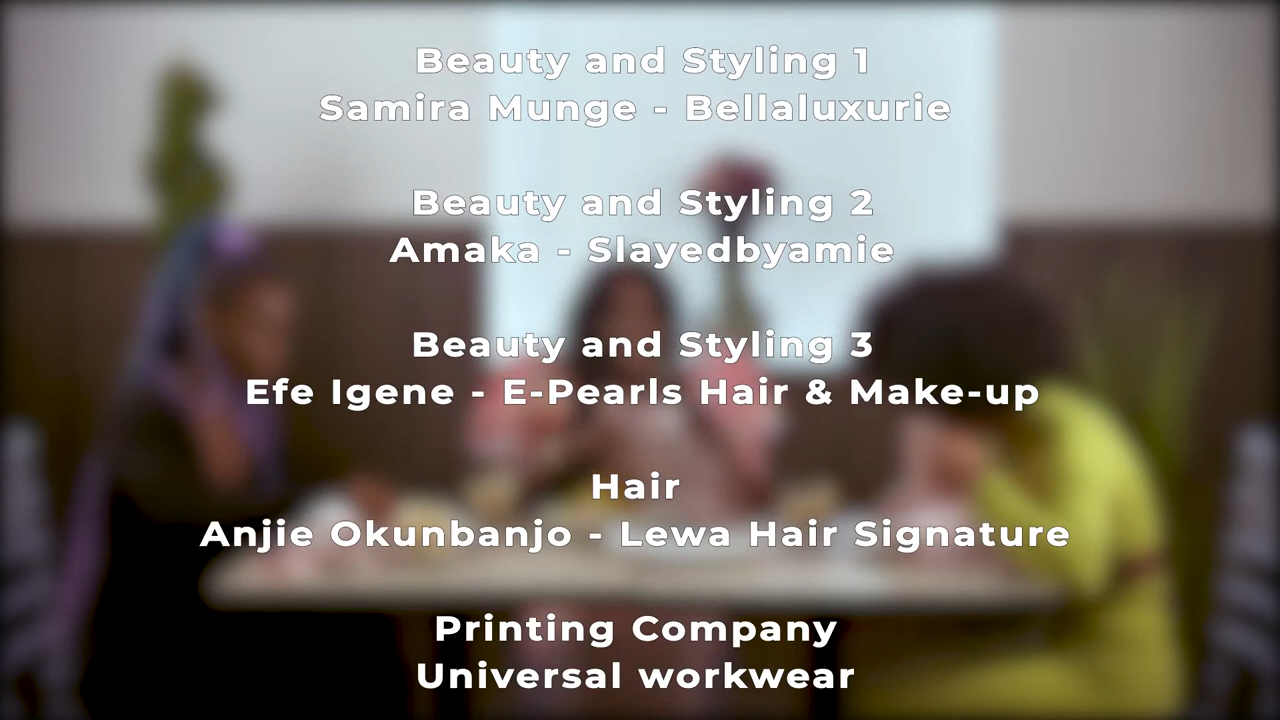 Beauty and Styling 1
Samira Munge - Bellaluxurie
Beauty and Styling 2
Amaka - Slayedbyamie
Beauty and Styling 3
Efe Igene - E-Pearls Hair & Make-up
Hair
Anjie Okunbanjo - Lewa Hair Signature
Printing Company
Universal workwear